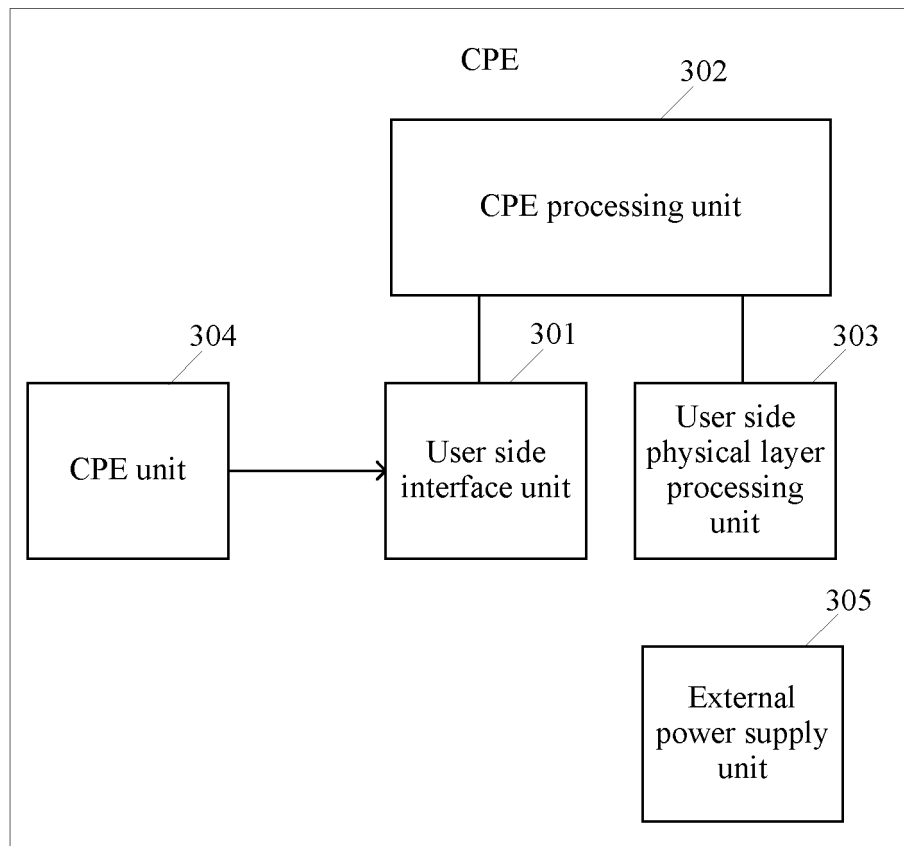 CPE
302
CPE processing unit
304
301
303
CPE unit
User side
interface unit
User side
physical layer
processing
unit
305
External
power supply
unit